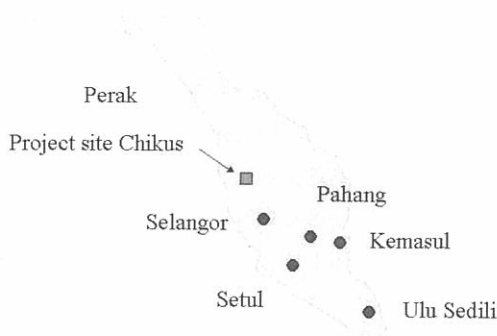 Perak
Project site Chikus
Pahang
Selangor
Kemasul
Setul
Ulu Sedili